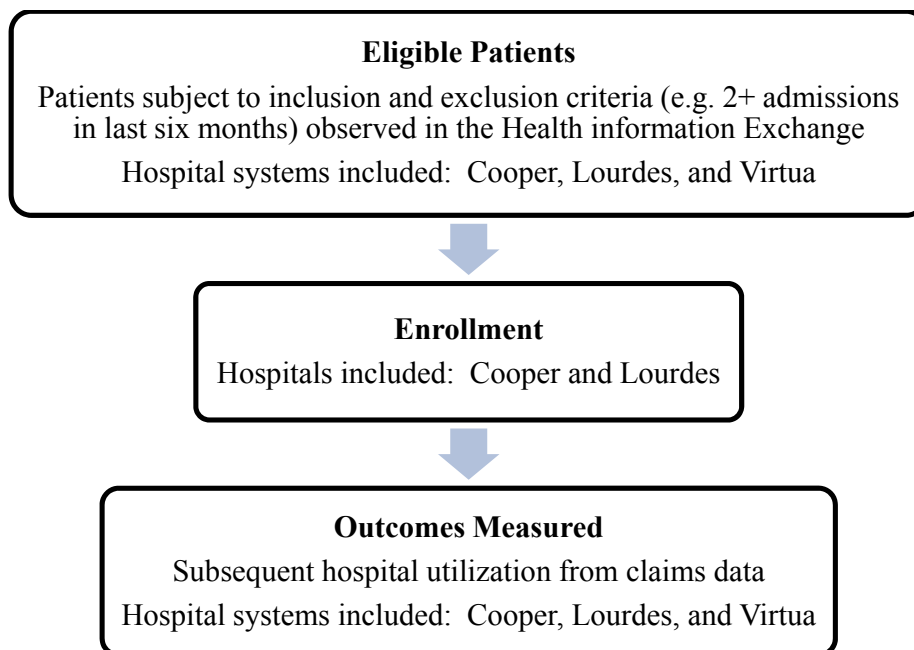 Eligible Patients
Patients subject to inclusion and exclusion criteria (e.g. 2+ admissions
in last six months) observed in the Health information Exchange
Hospital systems included: Cooper, Lourdes, and Virtua
Enrollment
Hospitals included: Cooper and Lourdes
Outcomes Measured
Subsequent hospital utilization from claims data
Hospital systems included: Cooper, Lourdes, and Virtua